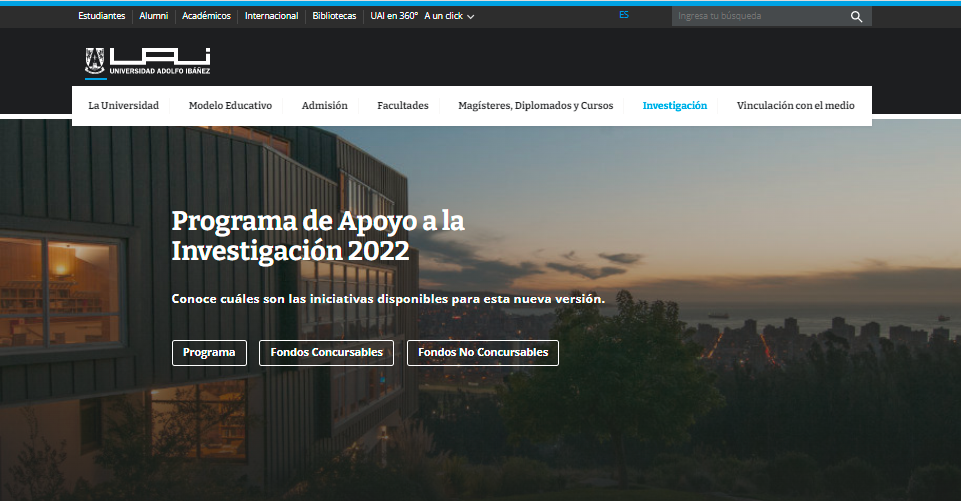 Estudiantes Alumni Académicos Internacional Bibliotecas UAI en 360° A un click ES Ingresa tu búsqueda
UAI
UNIVERSIDAD ADOLFO IBÁÑEZ
La Universidad Modelo Educativo Admisión Facultades Magísteres, Diplomados y Cursos Investigación Vinculación con el medio
Programa de Apoyo a la
Investigación 2022
Conoce cuáles son las iniciativas disponibles para esta nueva versión.
Programa Fondos Concursables Fondos No Concursables